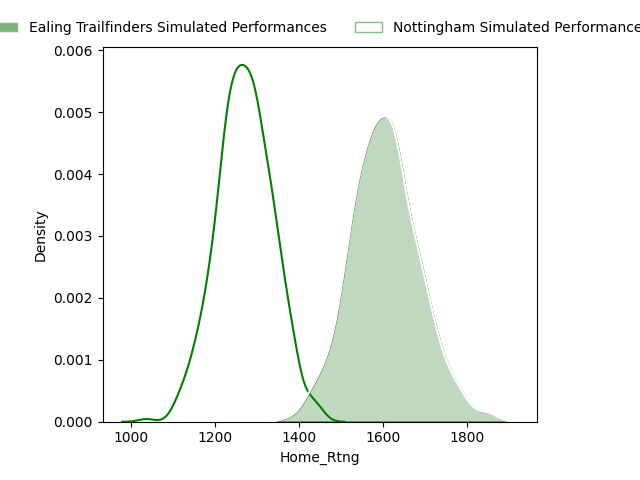 Ealing Trailfinders Simulated Performances
Nottingham Simulated Performance
0.006
0.005
0.004
0.003
0.002
0.001
0.000
Density
1000 1200 1400 1600 1800
Home_Rtng